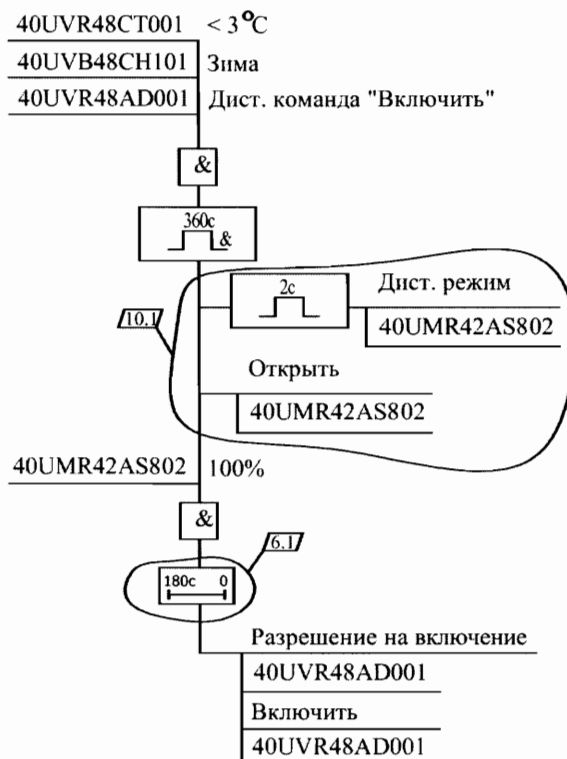 40UVR48CT001 < 3°C
40UVB48CH101 Зима
40UVR48AD001 Дист. команда "Включить"
&
360с
&
2с
Дист. режим
40UMR42AS802
10.1
Открыть
40UMR42AS802
40UMR42AS802 100%
&
6.1
180с 0
Разрешение на включение
40UVR48AD001
Включить
40UVR48AD001